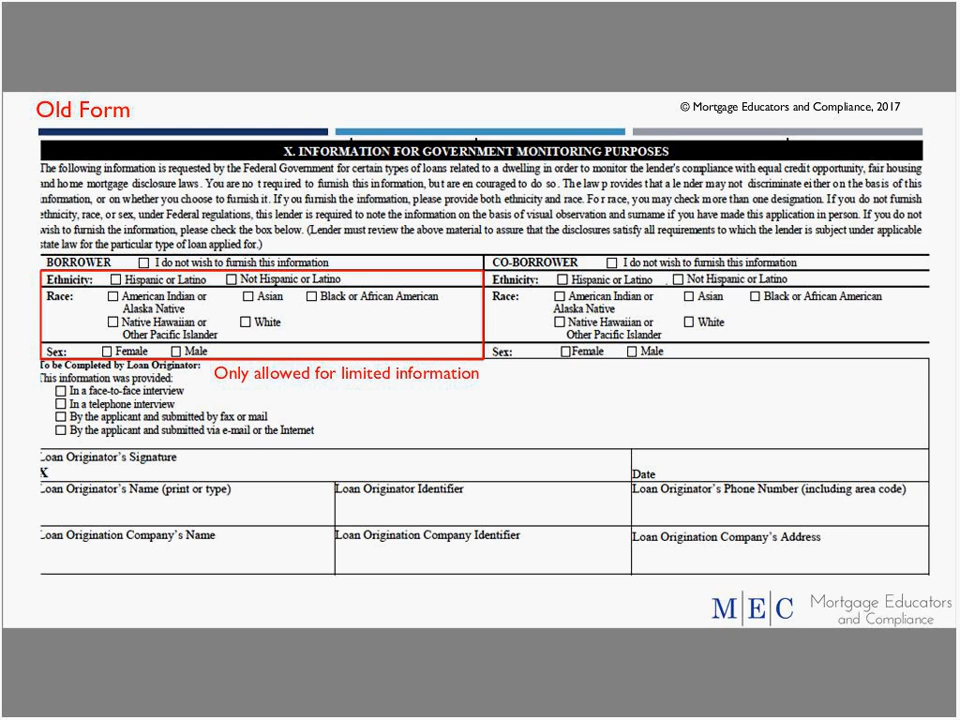 Old Form
© Mortgage Educators and Compliance, 2017
X. INFORMATION FOR GOVERNMENT MONITORING PURPOSES
The following information is requested by the Federal Government for certain types of loans related to a dwelling in order to monitor the lender's compliance with equal credit opportunity, fair housing
and home mortgage disclosure laws. You are no t required to furnish this information, but are en couraged to do so. The law p rovides that a le nder may not discriminate ei ther on the basis of this
information, or on whether you choose to furnish it. If y ou furnish the information, please provide both ethnicity and race. Fo r race, you may check m ore than one designation. If you do not furnish
ethnicity, race, or sex, under Federal regulations, this lender is required to note the information on the basis of visual observation and surname if you have made this application in person. If you do not
wish to furnish the information, please check the box below. (Lender must review the above material to assure that the disclosures satisfy all requirements to which the lender is subject under applicable
state law for the particular type of loan applied for.)
BORROWER I do not wish to furnish this information CO-BORROWER I do not wish to furnish this information
Ethnicity: Hispanic or Latino Not Hispanic or Latino Ethnicity: Hispanic or Latino Not Hispanic or Latino
Race: American Indian or Asian Black or African American Race: American Indian or Asian Black or African American
Alaska Native Alaska Native
Native Hawaiian or White Native Hawaiian or White
Other Pacific Islander Other Pacific Islander
Sex: Female Male Sex: Female Male
To be Completed by Loan Originator:
This information was provided:
Only allowed for limited information
In a face-to-face interview
In a telephone interview
By the applicant and submitted by fax or mail
By the applicant and submitted via e-mail or the Internet
Loan Originator's Signature
X Date
Loan Originator's Name (print or type) Loan Originator Identifier Loan Originator's Phone Number (including area code)
Loan Origination Company's Name Loan Origination Company Identifier Loan Origination Company's Address
M|E|C Mortgage Educators
and Compliance